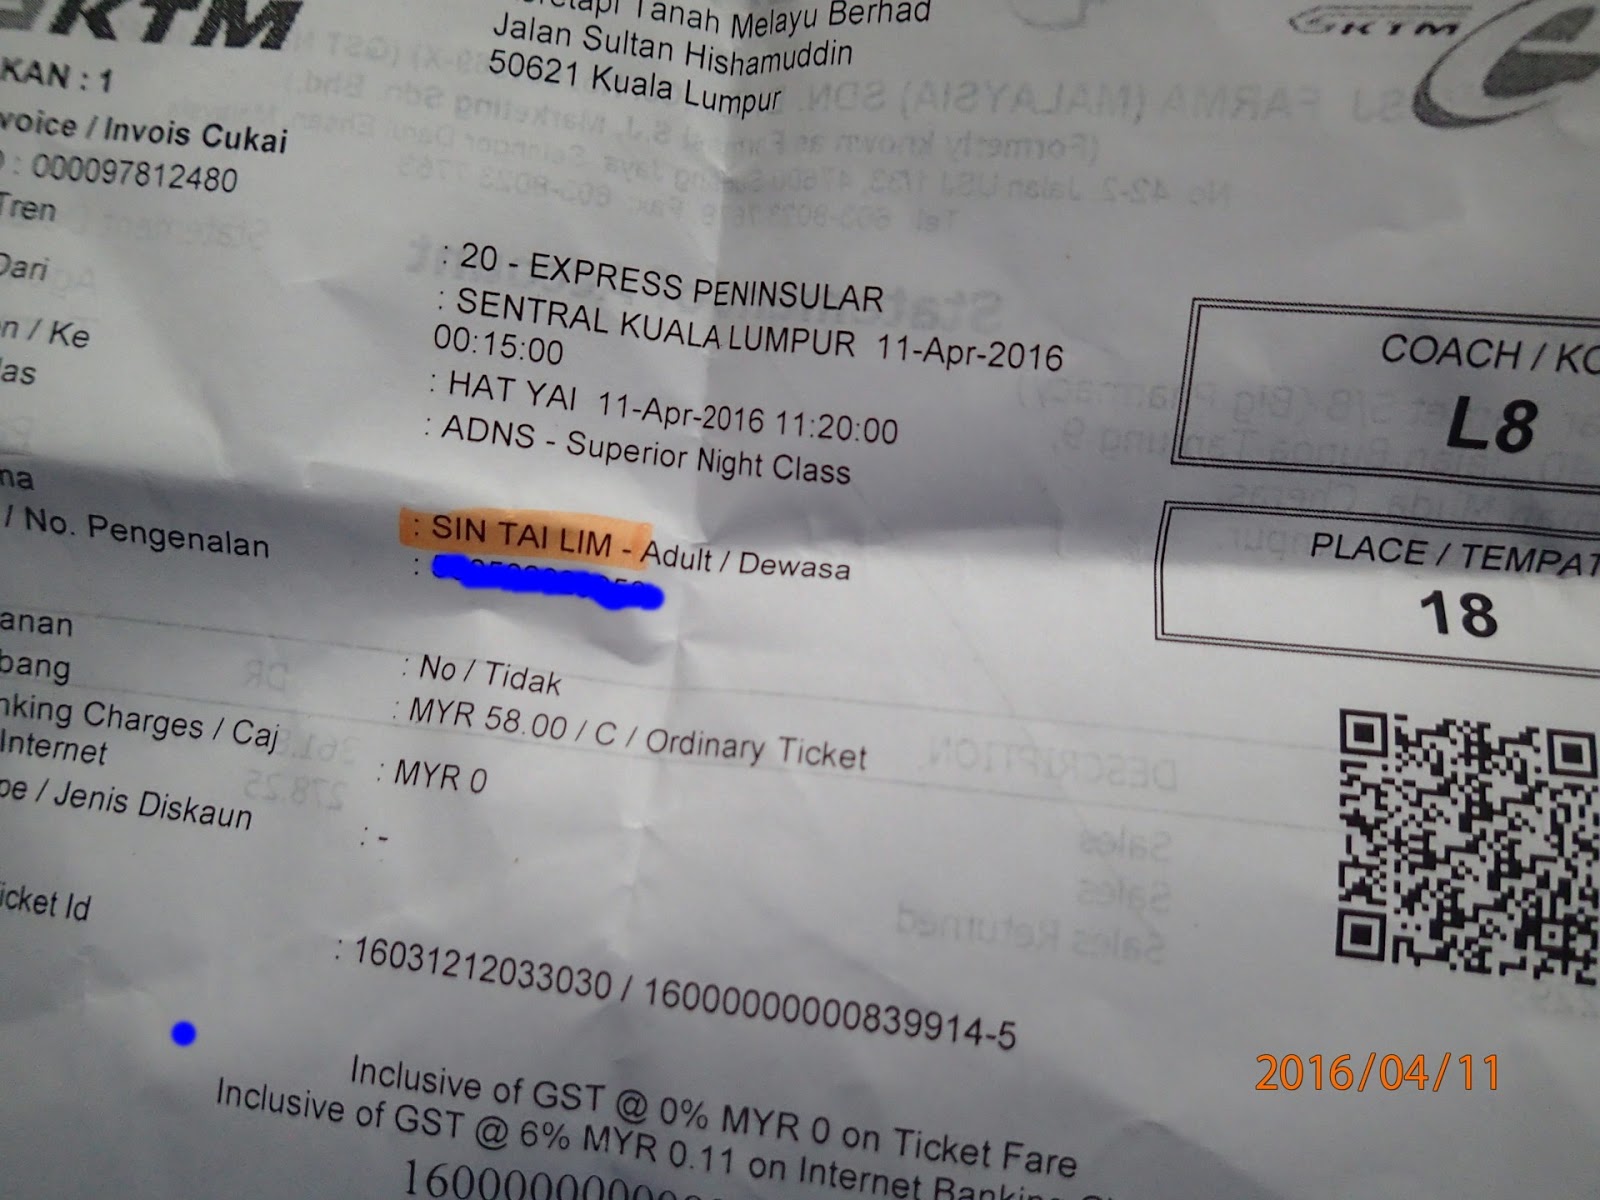 KTM
Tanah Melayu Berhad
Jalan Sultan Hishamuddin
50621 Kuala Lumpur
KTM
KAN : 1
voice / Invois Cukai
: 000097812480
Tren
: 20 - EXPRESS PENINSULAR
Dari
: SENTRAL KUALA LUMPUR 11-Apr-2016
00:15:00
n / Ke
: HAT YAI 11-Apr-2016 11:20:00
las
: ADNS - Superior Night Class
COACH / KO
L8
PLACE / TEMPAT
18
ma
: SIN TAI LIM - Adult / Dewasa
/ No. Pengenalan
:
anan
: No / Tidak
bang
: MYR 58.00 / C / Ordinary Ticket
nking Charges / Caj
Internet
: MYR 0
pe / Jenis Diskaun
: -
icket Id
: 16031212033030 / 1600000000839914-5
Inclusive of GST @ 0% MYR 0 on Ticket Fare
Inclusive of GST @ 6% MYR 0.11 on Internet Banking
2016/04/11